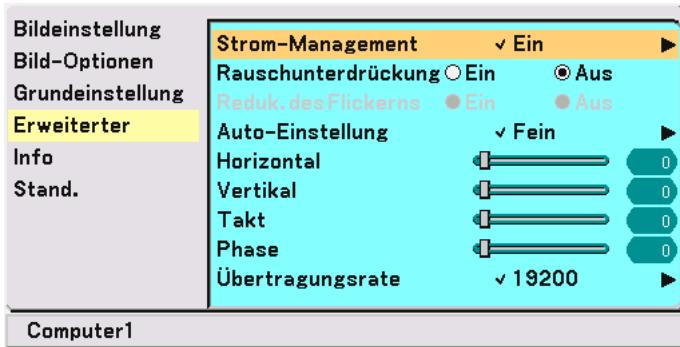 Bildeinstellung
Bild-Optionen
Grundeinstellung
Erweiterter
Info
Stand.
Strom-Management ✓ Ein
Rauschunterdrückung Ein Aus
Reduk. des Flickerns Ein Aus
Auto-Einstellung ✓ Fein
Horizontal 0
Vertikal 0
Takt 0
Phase 0
Übertragungsrate ✓ 19200
Computer1